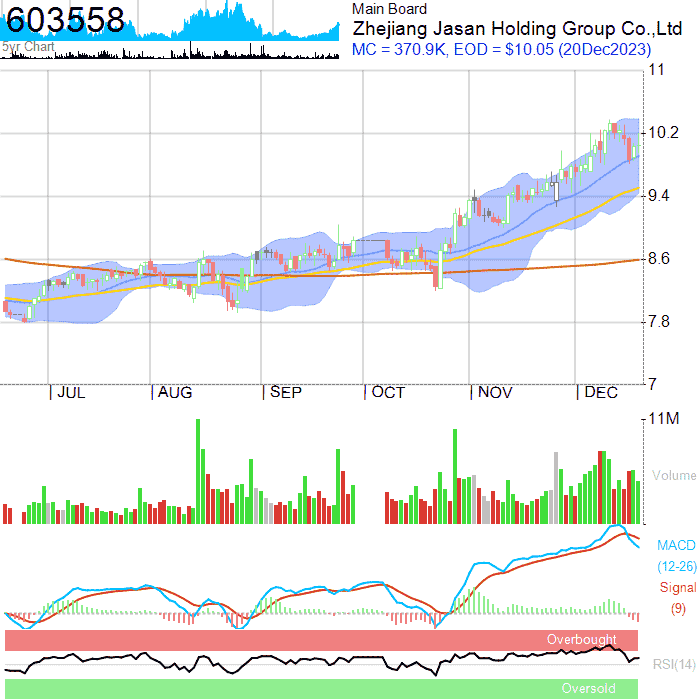 603558
5yr Chart
Main Board
Zhejiang Jasan Holding Group Co.,Ltd
MC = 370.9K, EOD = $10.05 (20Dec2023)
11
10.2
9.4
8.6
7.8
7
JUL AUG SEP OCT NOV DEC
11M
Volume
MACD
(12-26)
Signal
(9)
Overbought
RSI(14)
Oversold